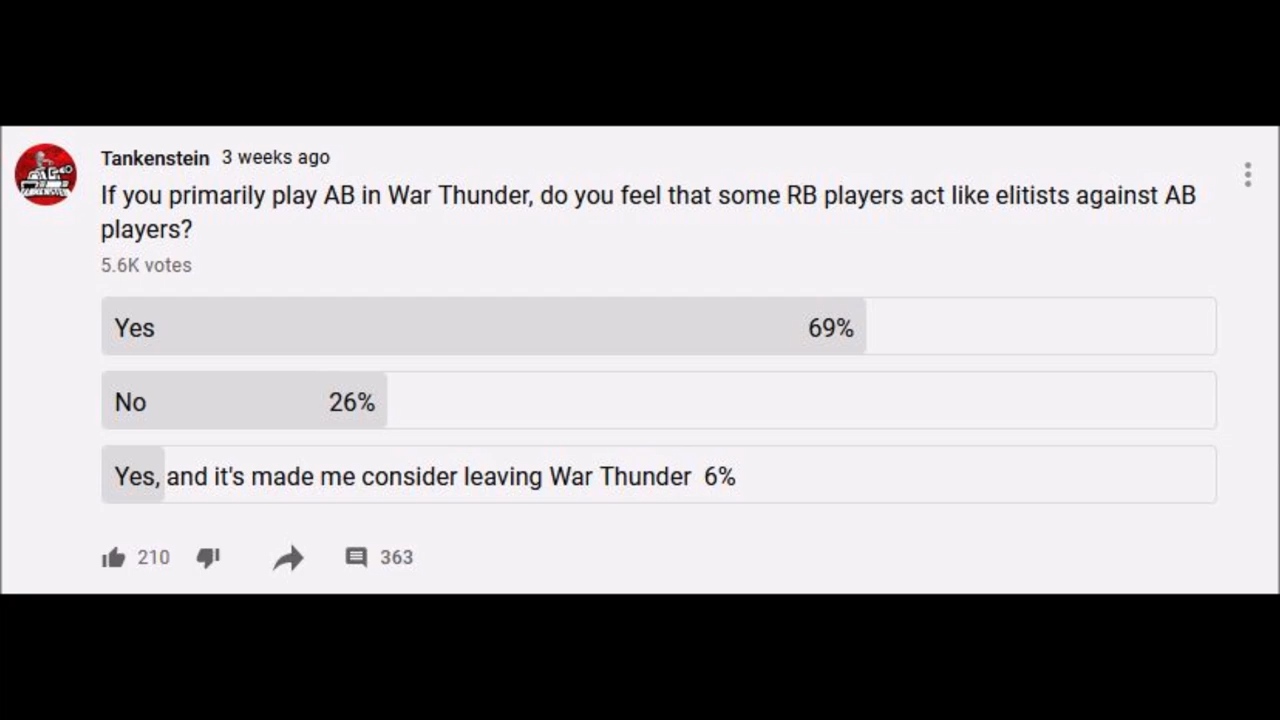 Tankenstein 3 weeks ago
If you primarily play AB in War Thunder, do you feel that some RB players act like elitists against AB
players?
5.6K votes
Yes 69%
No 26%
Yes, and it's made me consider leaving War Thunder 6%
210 363